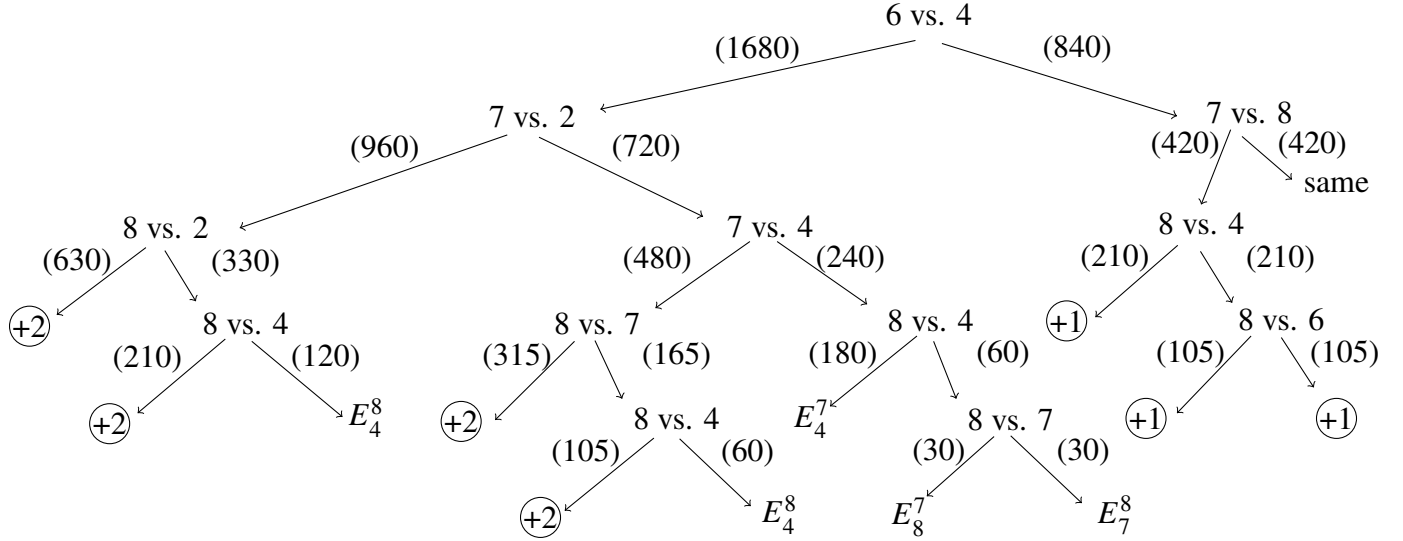 6 vs. 4
(1680) (840)
7 vs. 2 7 vs. 8
(960) (720) (420) (420)
same
8 vs. 2 7 vs. 4 8 vs. 4
(630) (330) (480) (240) (210) (210)
+2 8 vs. 4 8 vs. 7 8 vs. 4 +1 8 vs. 6
(210) (120) (315) (165) (180) (60) (105) (105)
+2 E_4^8 +2 8 vs. 4 E_4^7 8 vs. 7 +1 +1
(105) (60) (30) (30)
+2 E_4^8 E_8^7 E_7^8